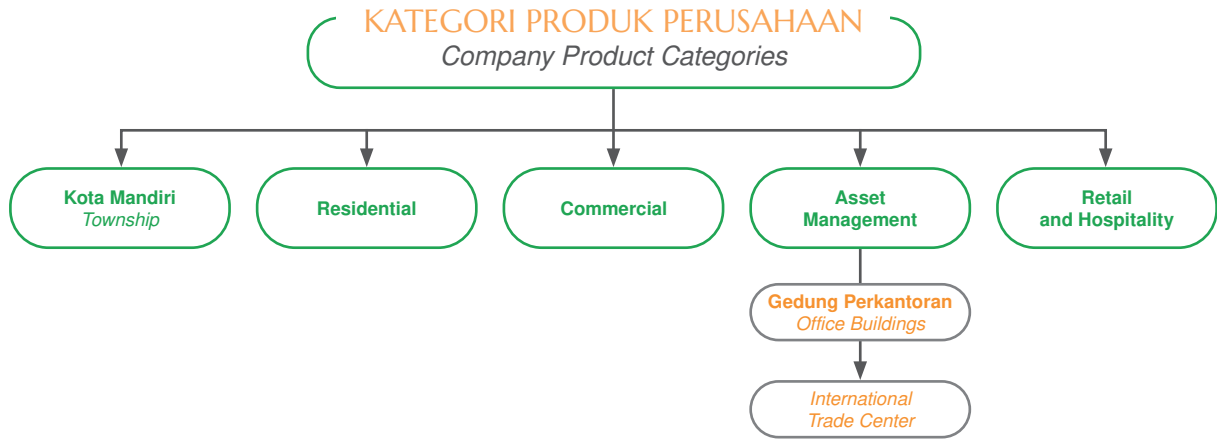 KATEGORI PRODUK PERUSAHAAN
Company Product Categories
Kota Mandiri
Township
Residential
Commercial
Asset
Management
Retail
and Hospitality
Gedung Perkantoran
Office Buildings
International
Trade Center